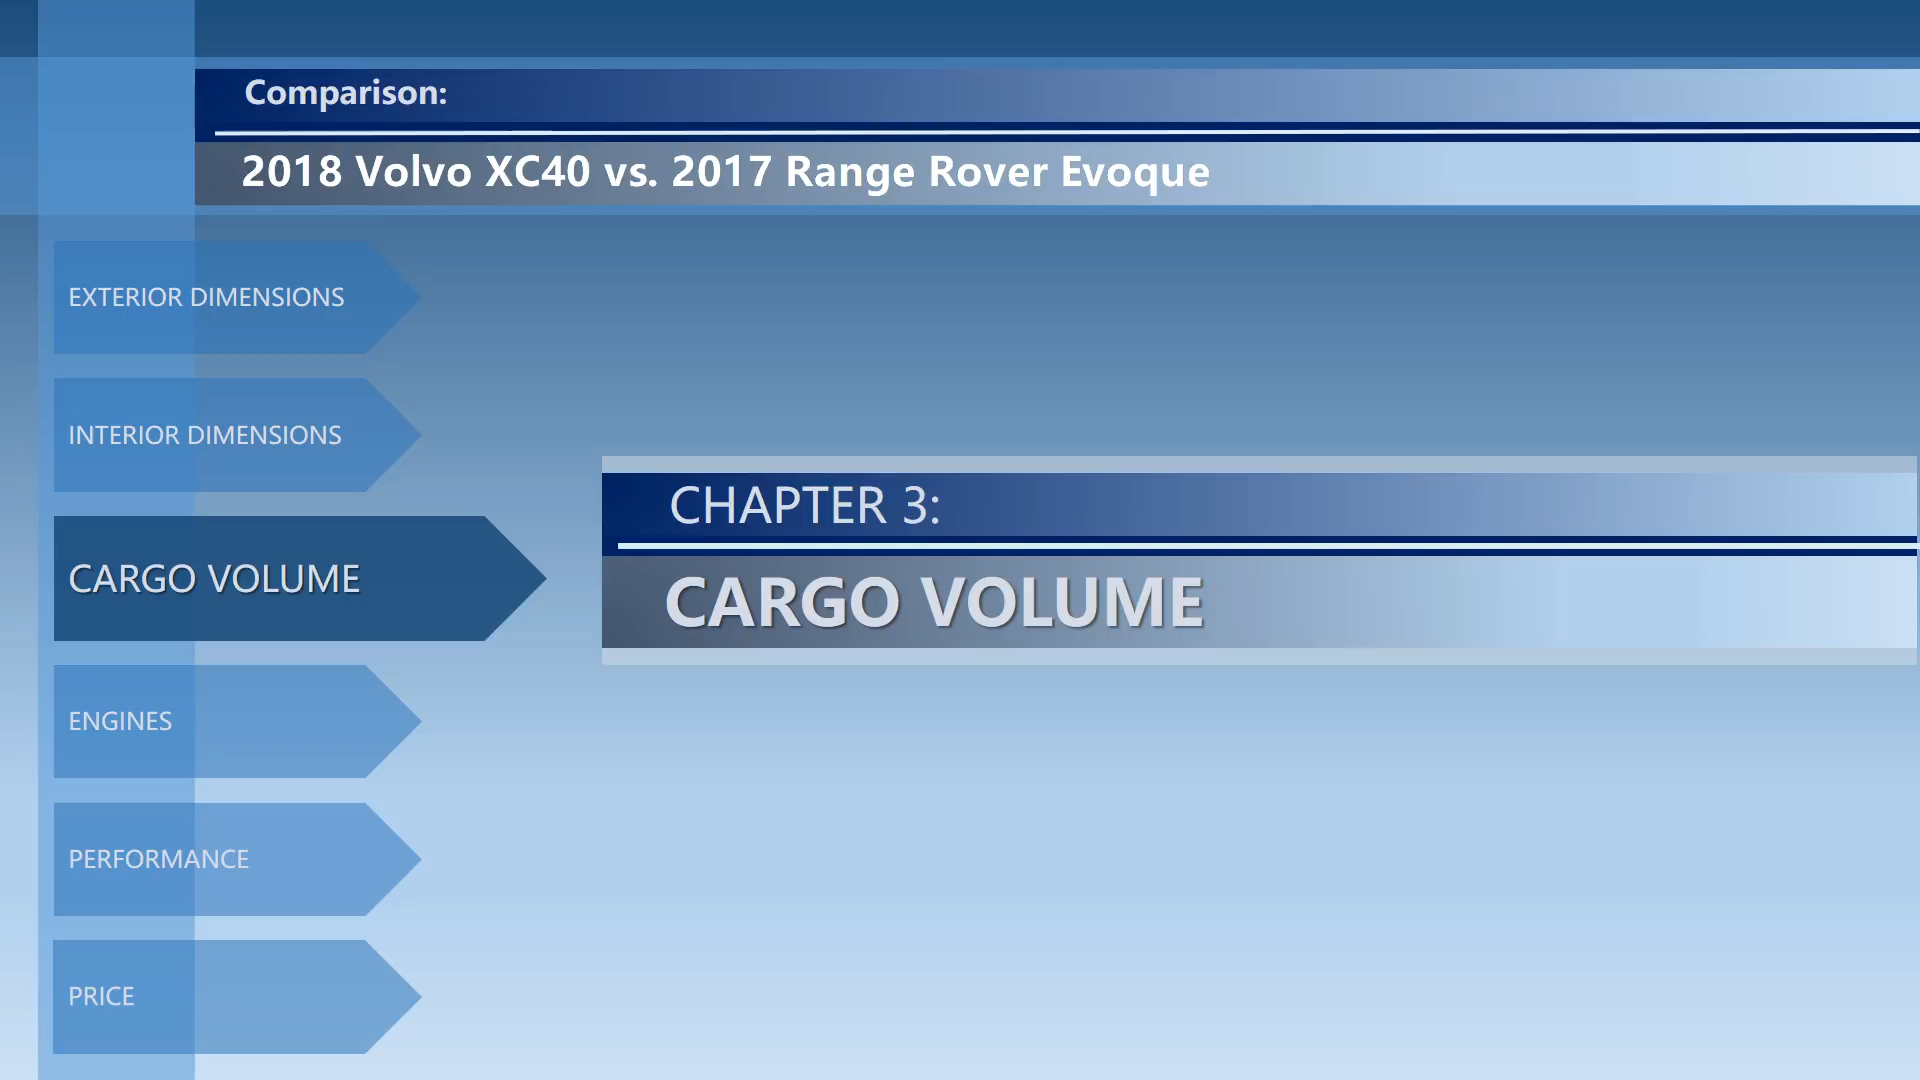 Comparison:
2018 Volvo XC40 vs. 2017 Range Rover Evoque
EXTERIOR DIMENSIONS
INTERIOR DIMENSIONS
CARGO VOLUME
ENGINES
PERFORMANCE
PRICE
CHAPTER 3:
CARGO VOLUME